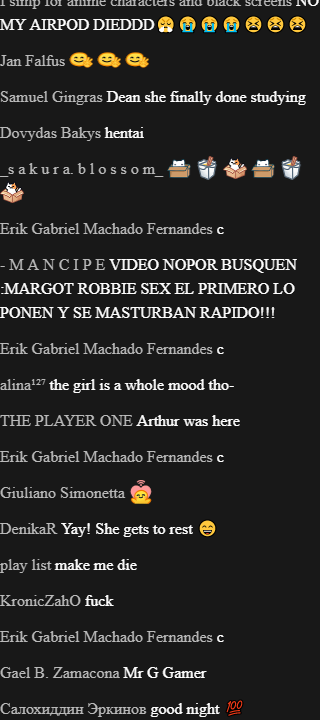 I simp for anime characters and black screens NO
MY AIRPOD DIEDDD 😤 😭 😭 😭 😫 😫 😫
Jan Falfus
Samuel Gingras Dean she finally done studying
Dovydas Bakys hentai
_s a k u r a. b l o s s o m_
Erik Gabriel Machado Fernandes c
- M A N C I P E VIDEO NOPOR BUSQUEN
:MARGOT ROBBIE SEX EL PRIMERO LO
PONEN Y SE MASTURBAN RAPIDO!!!
Erik Gabriel Machado Fernandes c
alina¹²⁷ the girl is a whole mood tho-
THE PLAYER ONE Arthur was here
Erik Gabriel Machado Fernandes c
Giuliano Simonetta
DenikaR Yay! She gets to rest 😄
play list make me die
KronicZahO fuck
Erik Gabriel Machado Fernandes c
Gael B. Zamacona Mr G Gamer
Салохиддин Эркинов good night 💯